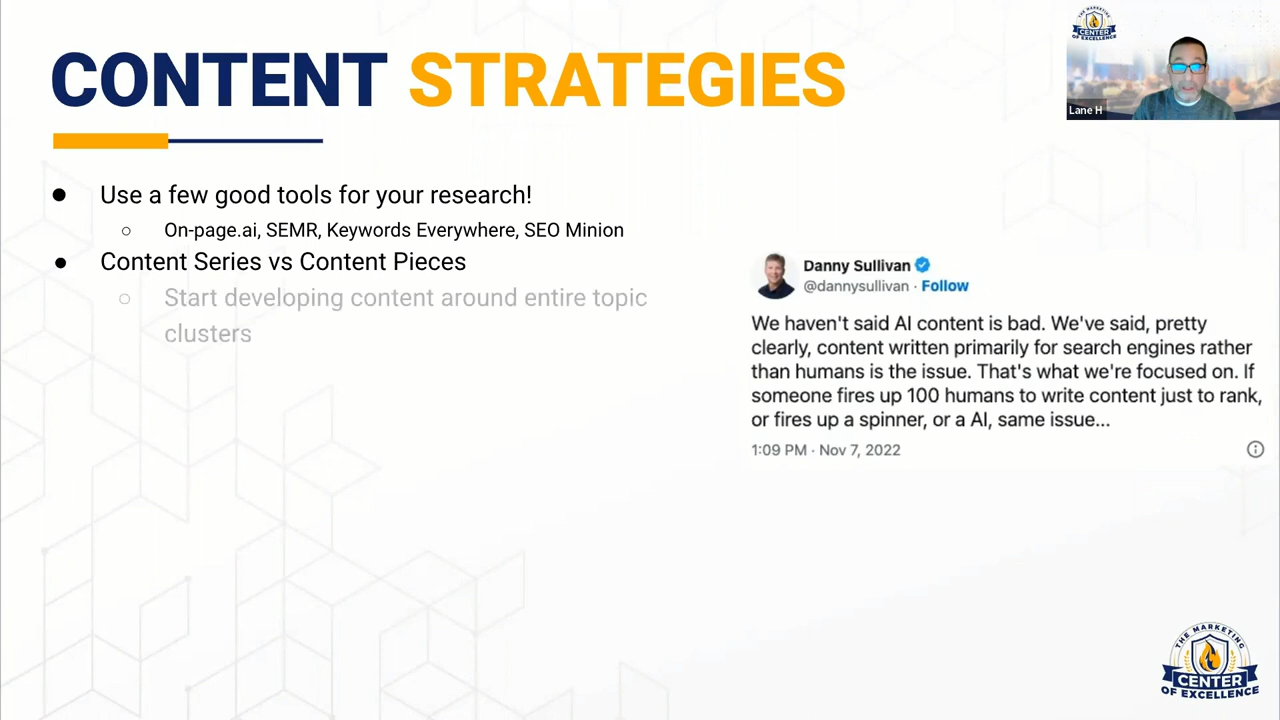 CONTENT STRATEGIES
THE MARKETING
CENTER
OF EXCELLENCE
Lane H
● Use a few good tools for your research!
○ On-page.ai, SEMR, Keywords Everywhere, SEO Minion
● Content Series vs Content Pieces
○ Start developing content around entire topic
clusters
Danny Sullivan
@dannysullivan · Follow
We haven't said AI content is bad. We've said, pretty
clearly, content written primarily for search engines rather
than humans is the issue. That's what we're focused on. If
someone fires up 100 humans to write content just to rank,
or fires up a spinner, or a AI, same issue...
1:09 PM · Nov 7, 2022
THE MARKETING
CENTER
OF EXCELLENCE